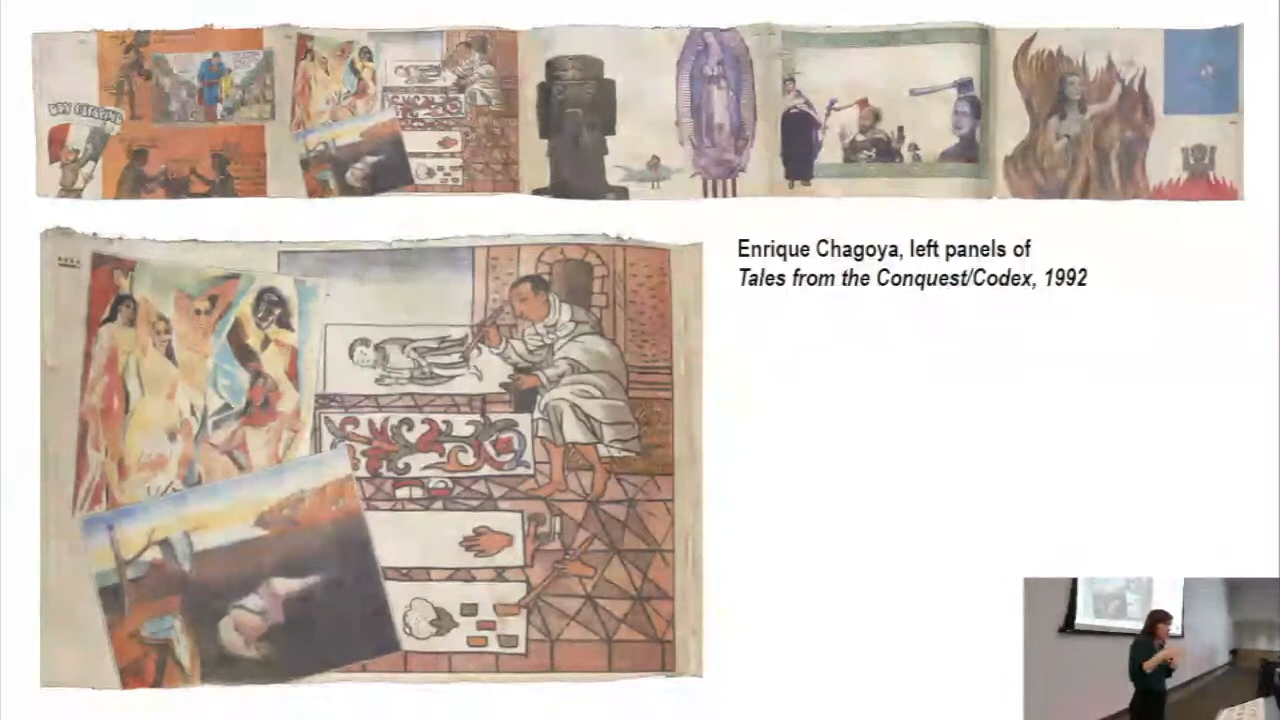 Enrique Chagoya, left panels of
Tales from the Conquest/Codex, 1992